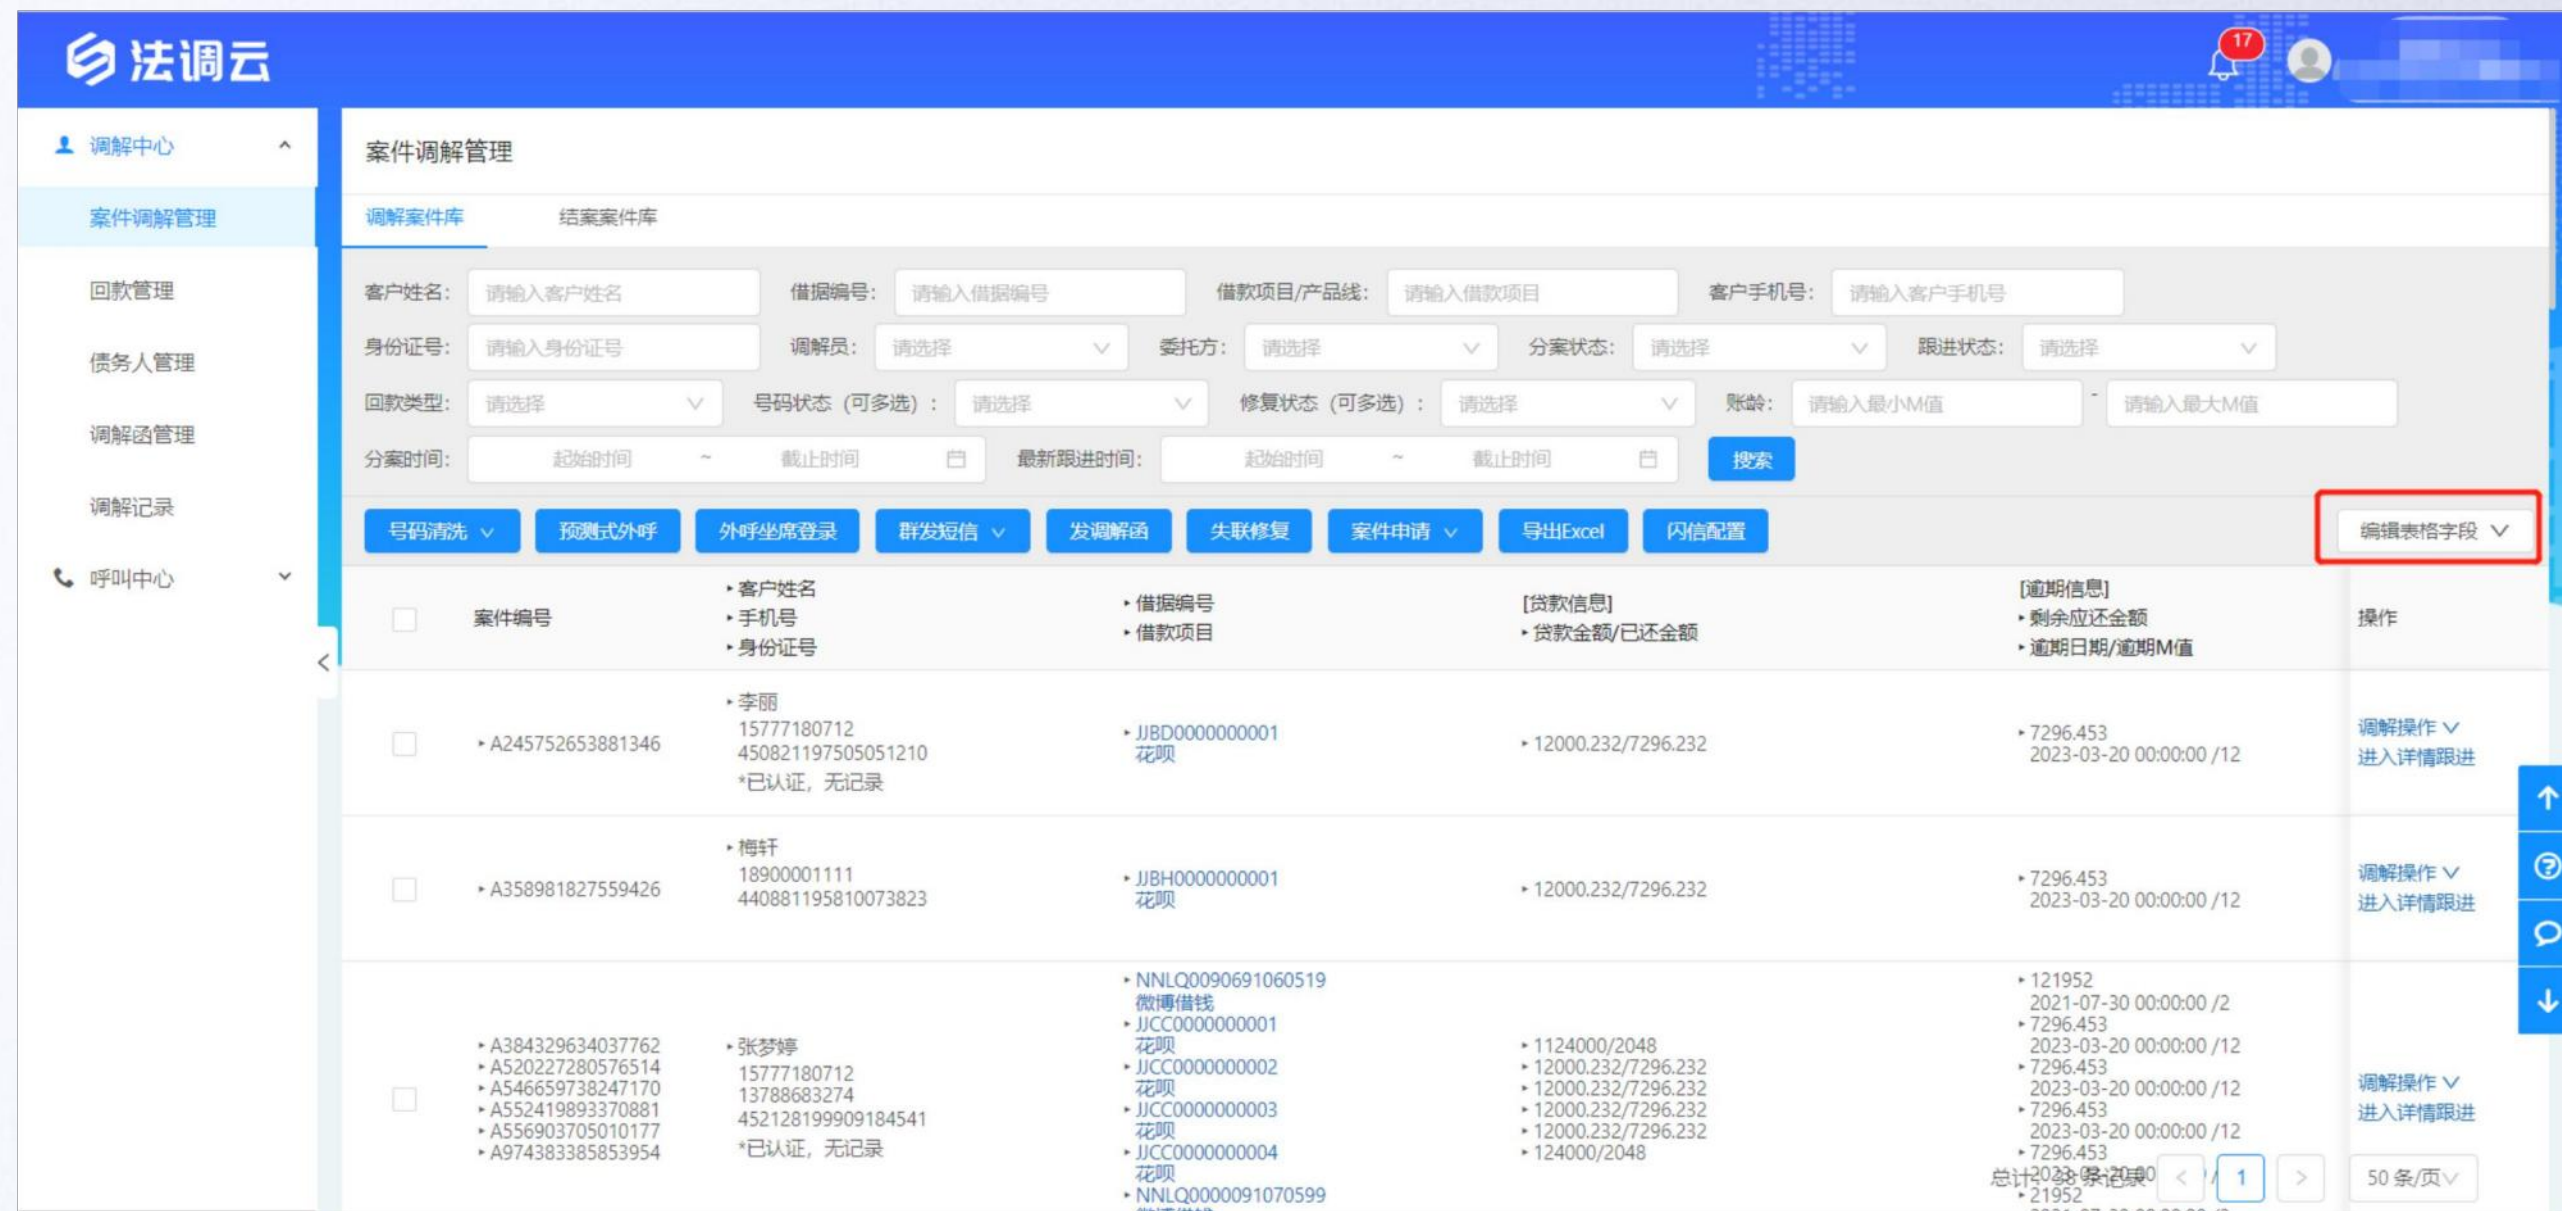 法调云
17
调解中心
案件调解管理
回款管理
债务人管理
调解函管理
调解记录
呼叫中心
案件调解管理
调解案件库 结案案件库
客户姓名: 请输入客户姓名 借据编号: 请输入借据编号 借款项目/产品线: 请输入借款项目 客户手机号: 请输入客户手机号
身份证号: 请输入身份证号 调解员: 请选择 委托方: 请选择 分案状态: 请选择 跟进状态: 请选择
回款类型: 请选择 号码状态 (可多选) : 请选择 修复状态 (可多选) : 请选择 账龄: 请输入最小M值 - 请输入最大M值
分案时间: 起始时间 ~ 截止时间 最新跟进时间: 起始时间 ~ 截止时间 搜索
号码清洗 预测式外呼 外呼坐席登录 群发短信 发调解函 失联修复 案件申请 导出Excel 闪信配置 编辑表格字段
案件编号
客户姓名
手机号
身份证号
借据编号
借款项目
[贷款信息]
贷款金额/已还金额
[逾期信息]
剩余应还金额
逾期日期/逾期M值
操作
A245752653881346
李丽
15777180712
450821197505051210
*已认证, 无记录
JJBD0000000001
花呗
12000.232/7296.232
7296.453
2023-03-20 00:00:00 /12
调解操作
进入详情跟进
A358981827559426
梅轩
18900001111
440881195810073823
JJBH0000000001
花呗
12000.232/7296.232
7296.453
2023-03-20 00:00:00 /12
调解操作
进入详情跟进
A384329634037762
A520227280576514
A546659738247170
A552419893370881
A556903705010177
A974383385853954
张梦婷
15777180712
13788683274
452128199909184541
*已认证, 无记录
NNLQ0090691060519
微博借钱
JJCC0000000001
花呗
JJCC0000000002
花呗
JJCC0000000003
花呗
JJCC0000000004
花呗
NNLQ0000091070599
1124000/2048
12000.232/7296.232
12000.232/7296.232
12000.232/7296.232
12000.232/7296.232
124000/2048
121952
2021-07-30 00:00:00 /2
7296.453
2023-03-20 00:00:00 /12
7296.453
2023-03-20 00:00:00 /12
7296.453
2023-03-20 00:00:00 /12
7296.453
21952
调解操作
进入详情跟进
总计 38 条记录 < 1 > 50 条/页